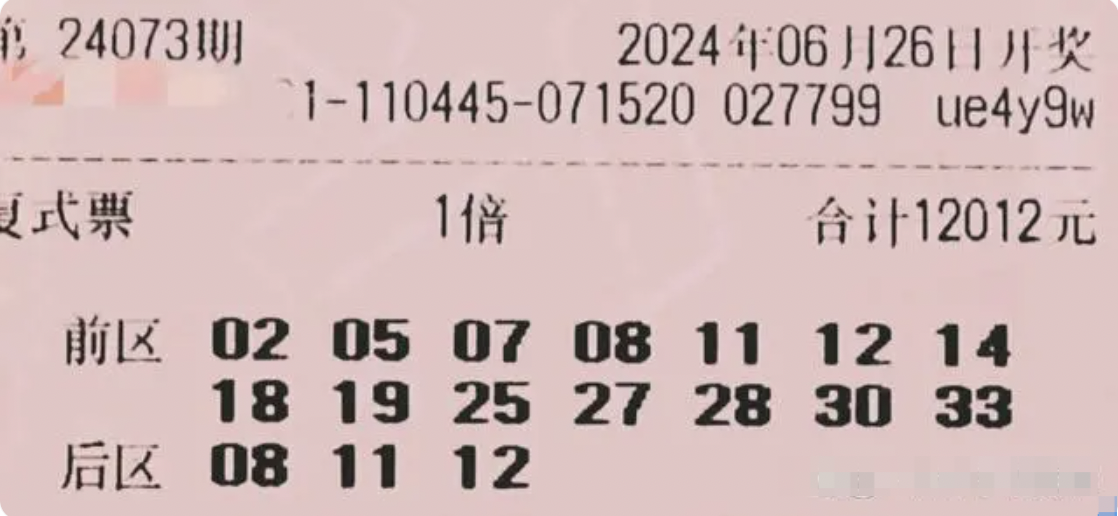 第 24073期 2024年06月26日开奖
1-110445-071520 027799 ue4y9w
复式票 1倍 合计12012元
前区 02 05 07 08 11 12 14
18 19 25 27 28 30 33
后区 08 11 12